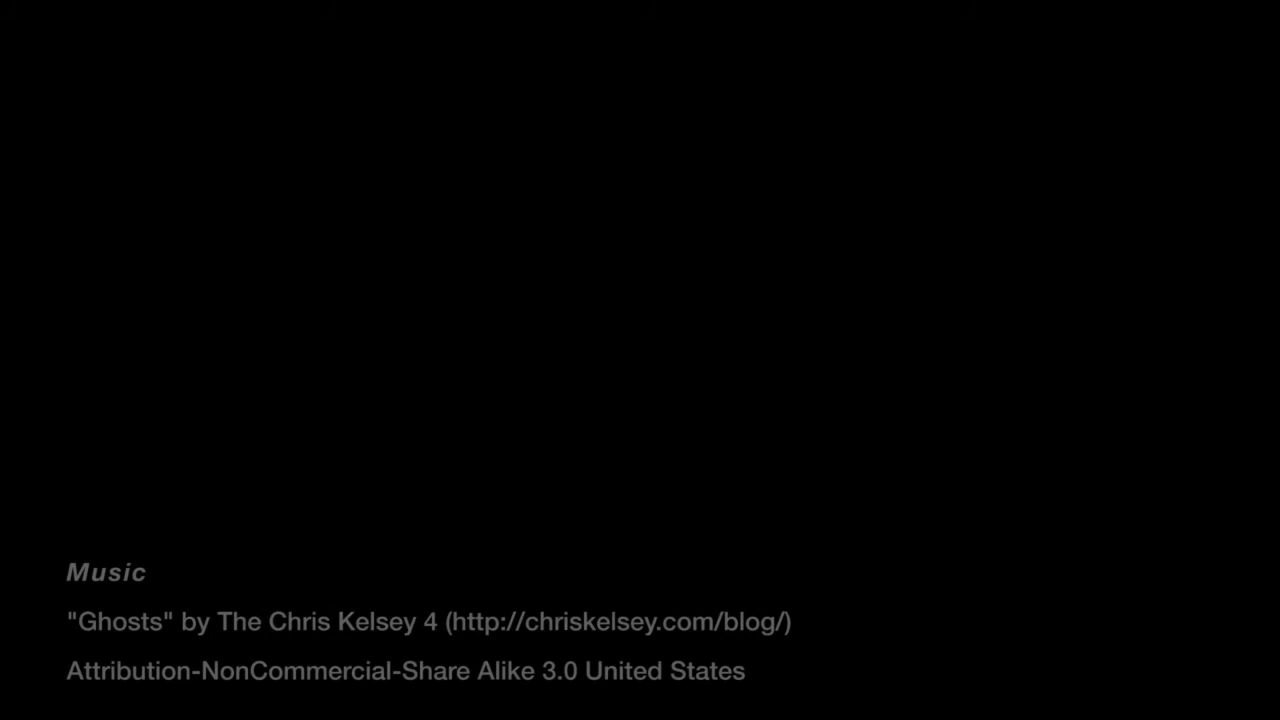 Music
"Ghosts" by The Chris Kelsey 4 (http://chriskelsey.com/blog/)
Attribution-NonCommercial-Share Alike 3.0 United States